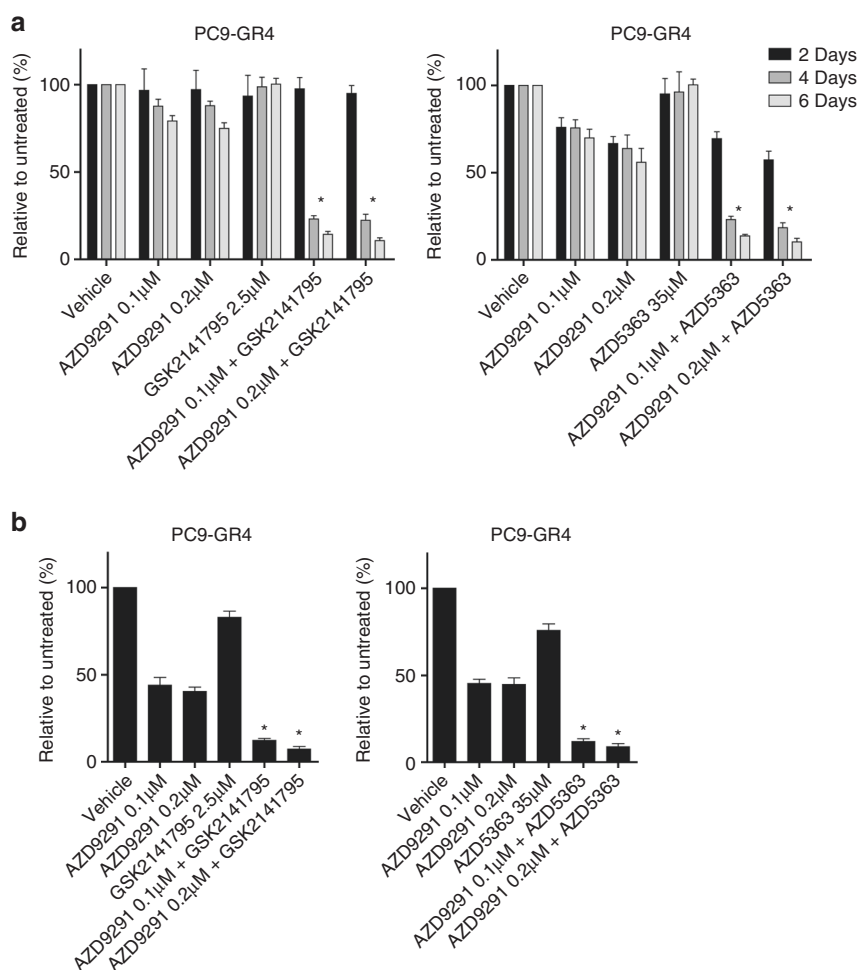 a
PC9-GR4
Relative to untreated (%)
100
50
0
Vehicle
AZD9291 0.1μM
AZD9291 0.2μM
GSK2141795 2.5μM
AZD9291 0.1μM + GSK2141795
AZD9291 0.2μM + GSK2141795
*
*
PC9-GR4
2 Days
4 Days
6 Days
Relative to untreated (%)
100
50
0
Vehicle
AZD9291 0.1μM
AZD9291 0.2μM
AZD5363 35μM
AZD9291 0.1μM + AZD5363
AZD9291 0.2μM + AZD5363
*
*
b
PC9-GR4
Relative to untreated (%)
100
50
0
Vehicle
AZD9291 0.1μM
AZD9291 0.2μM
GSK2141795 2.5μM
AZD9291 0.1μM + GSK2141795
AZD9291 0.2μM + GSK2141795
*
*
PC9-GR4
Relative to untreated (%)
100
50
0
Vehicle
AZD9291 0.1μM
AZD9291 0.2μM
AZD5363 35μM
AZD9291 0.1μM + AZD5363
AZD9291 0.2μM + AZD5363
*
*